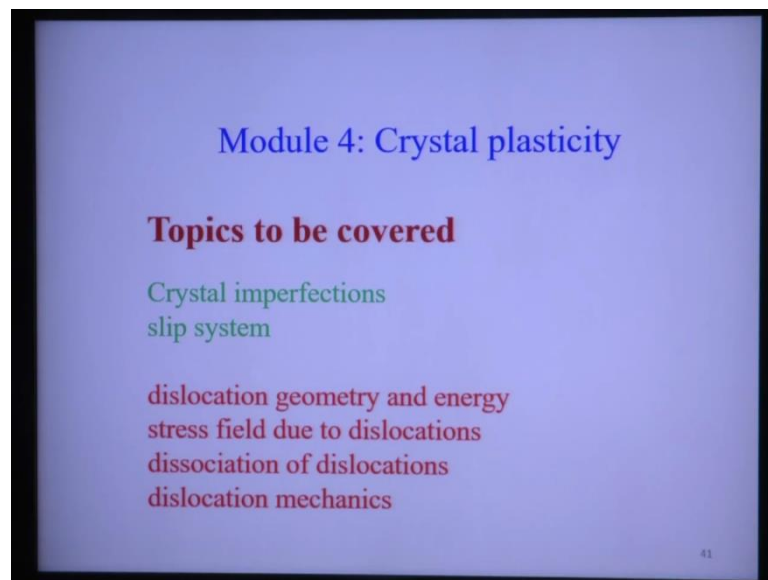 Module 4: Crystal plasticity
Topics to be covered
Crystal imperfections
slip system
dislocation geometry and energy
stress field due to dislocations
dissociation of dislocations
dislocation mechanics
41